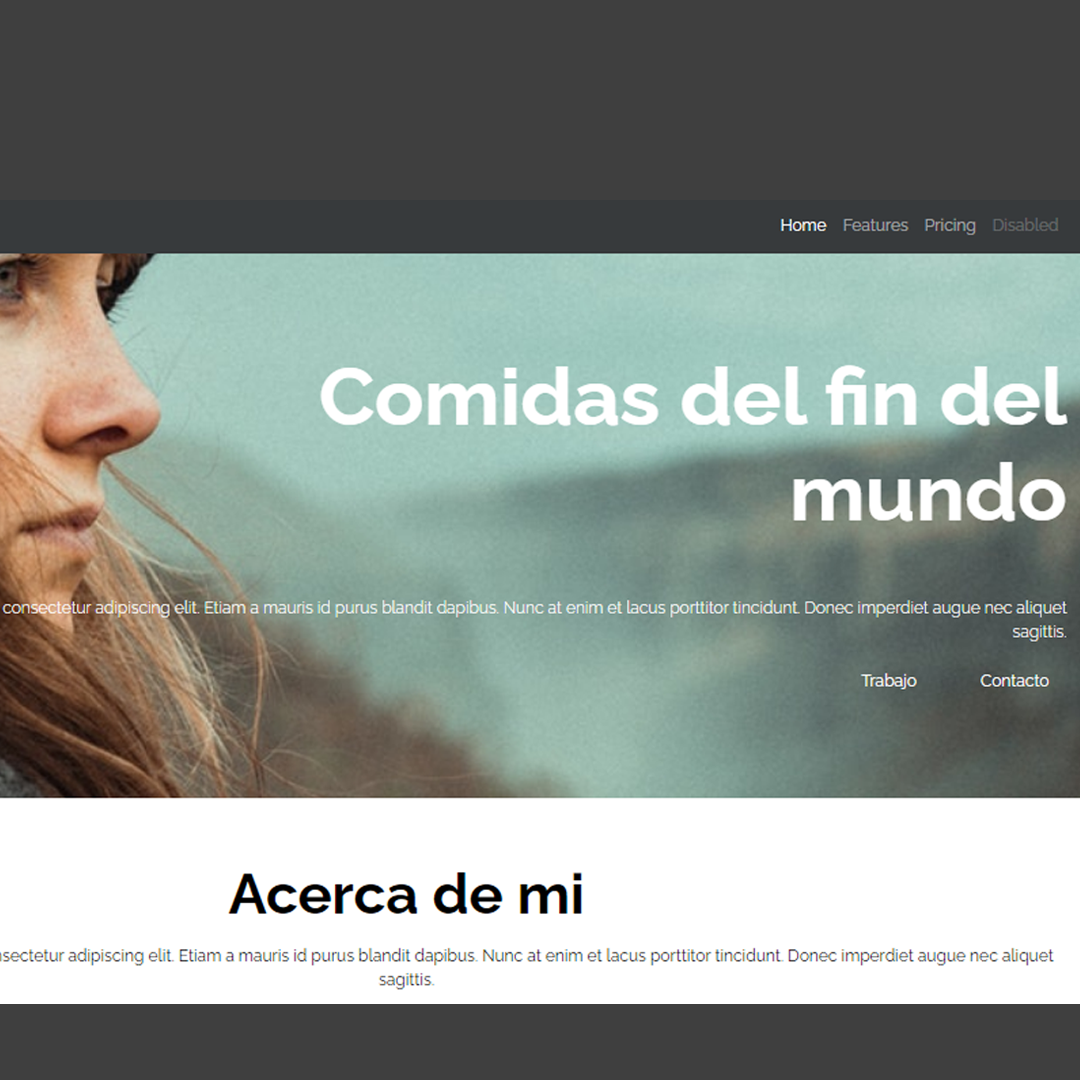 Home Features Pricing Disabled
Comidas del fin del
mundo
consectetur adipiscing elit. Etiam a mauris id purus blandit dapibus. Nunc at enim et lacus porttitor tincidunt. Donec imperdiet augue nec aliquet
sagittis.
Trabajo Contacto
Acerca de mi
adipiscing elit. Etiam a mauris id purus blandit dapibus. Nunc at enim et lacus porttitor tincidunt. Donec imperdiet augue nec aliquet
sagittis.